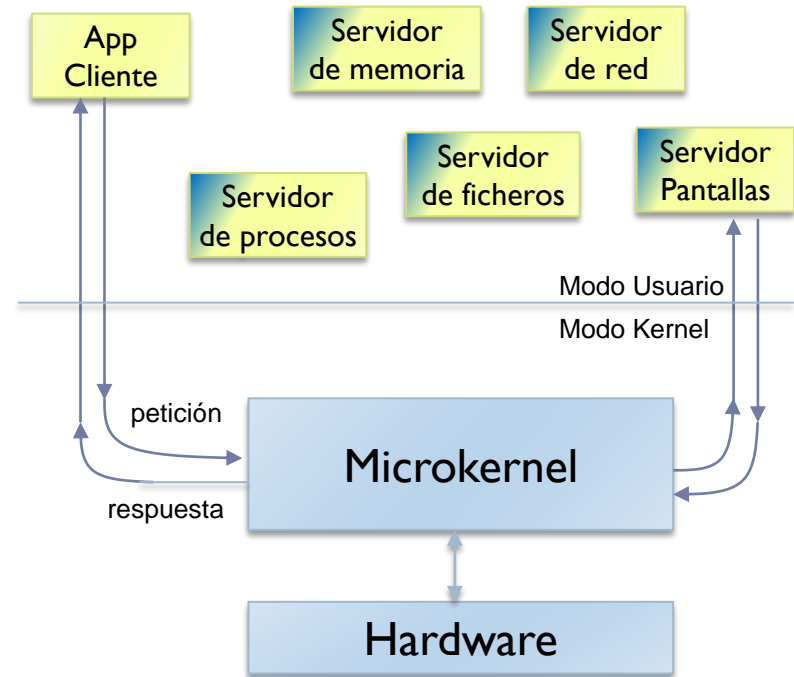 App
Cliente
Servidor
de memoria
Servidor
de red
Servidor
de procesos
Servidor
de ficheros
Servidor
Pantallas
Modo Usuario
Modo Kernel
petición
respuesta
Microkernel
Hardware